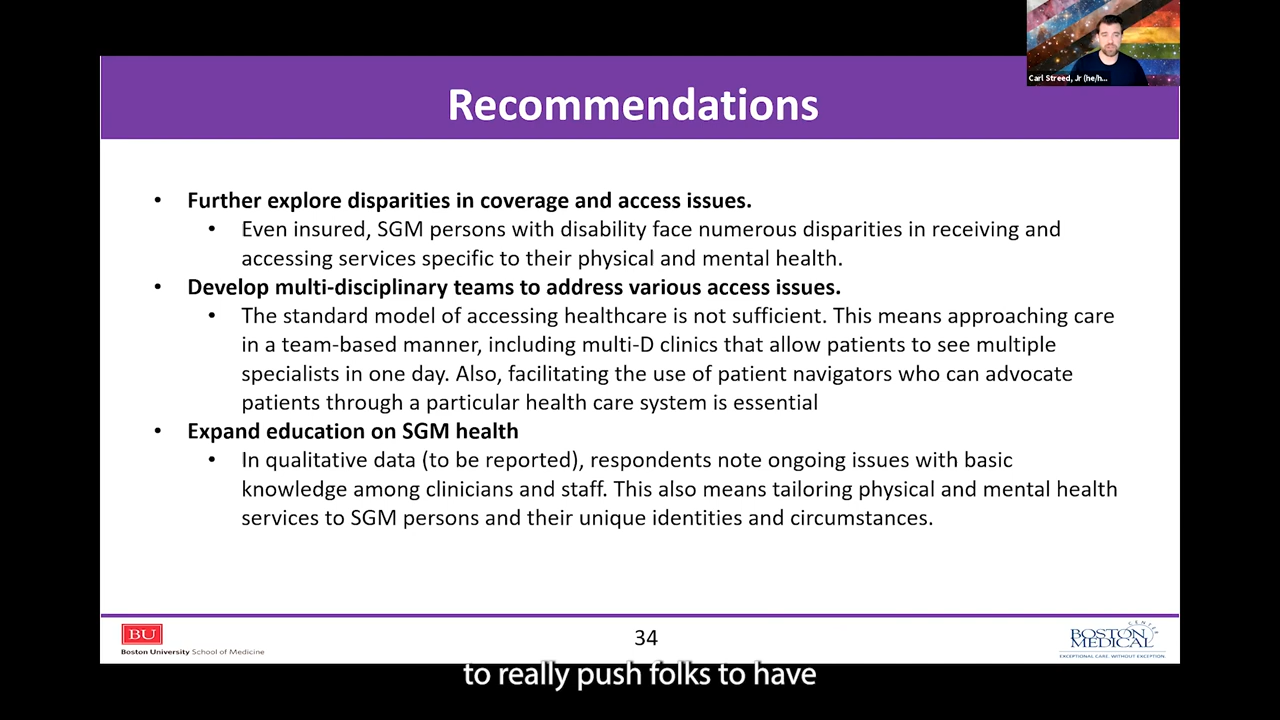 Carl Streed, Jr (he/h...
Recommendations
• Further explore disparities in coverage and access issues.
• Even insured, SGM persons with disability face numerous disparities in receiving and
accessing services specific to their physical and mental health.
• Develop multi-disciplinary teams to address various access issues.
• The standard model of accessing healthcare is not sufficient. This means approaching care
in a team-based manner, including multi-D clinics that allow patients to see multiple
specialists in one day. Also, facilitating the use of patient navigators who can advocate
patients through a particular health care system is essential
• Expand education on SGM health
• In qualitative data (to be reported), respondents note ongoing issues with basic
knowledge among clinicians and staff. This also means tailoring physical and mental health
services to SGM persons and their unique identities and circumstances.
BU
Boston University School of Medicine
34
BOSTON
MEDICAL
CENTER
EXCEPTIONAL CARE. WITHOUT EXCEPTION.
to really push folks to have